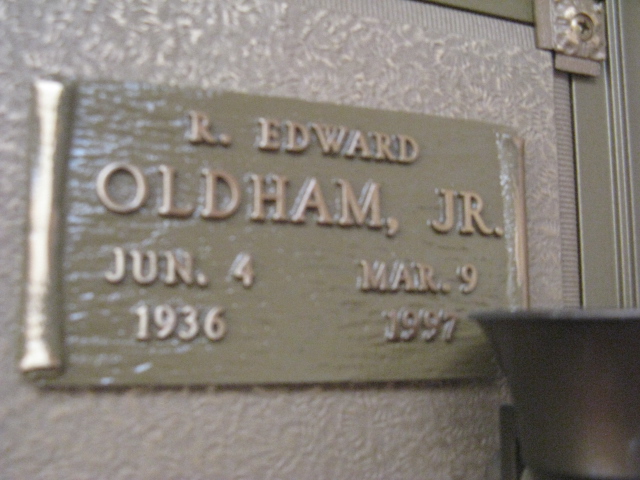 R. EDWARD
OLDHAM, JR.
JUN. 4 MAR. 9
1936 1997